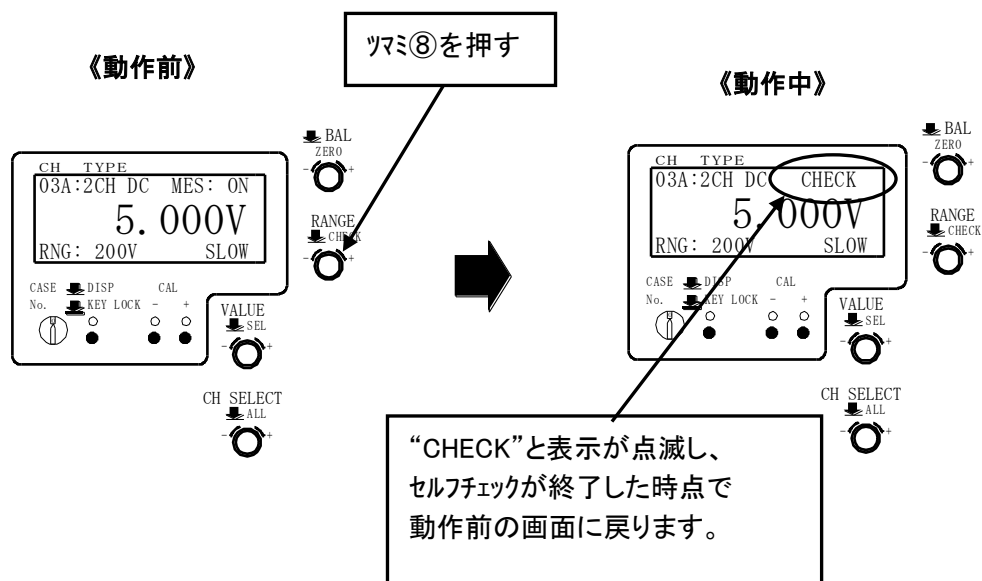 ﾂﾏﾐ⑧を押す
《動作前》
《動作中》
BAL
ZERO
- +
CH TYPE
03A:2CH DC MES: ON
5.000V
RNG: 200V SLOW
RANGE
CHECK
- +
CASE DISP CAL
No. KEY LOCK - +
VALUE
SEL
- +
CH SELECT
ALL
- +
BAL
ZERO
- +
CH TYPE
03A:2CH DC CHECK
5.000V
RNG: 200V SLOW
RANGE
CHECK
- +
CASE DISP CAL
No. KEY LOCK - +
VALUE
SEL
- +
CH SELECT
ALL
- +
“CHECK”と表示が点滅し、
ｾﾙﾌﾁｪｯｸが終了した時点で
動作前の画面に戻ります。